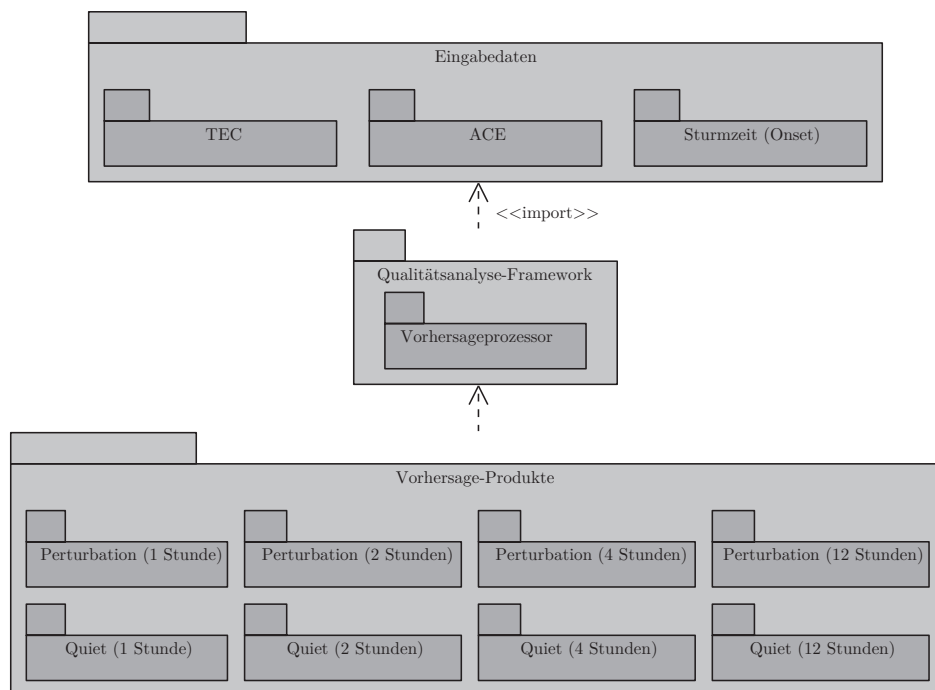 Eingabedaten
TEC
ACE
Sturmzeit (Onset)
<<import>>
Qualitätsanalyse-Framework
Vorhersageprozessor
Vorhersage-Produkte
Perturbation (1 Stunde)
Perturbation (2 Stunden)
Perturbation (4 Stunden)
Perturbation (12 Stunden)
Quiet (1 Stunde)
Quiet (2 Stunden)
Quiet (4 Stunden)
Quiet (12 Stunden)